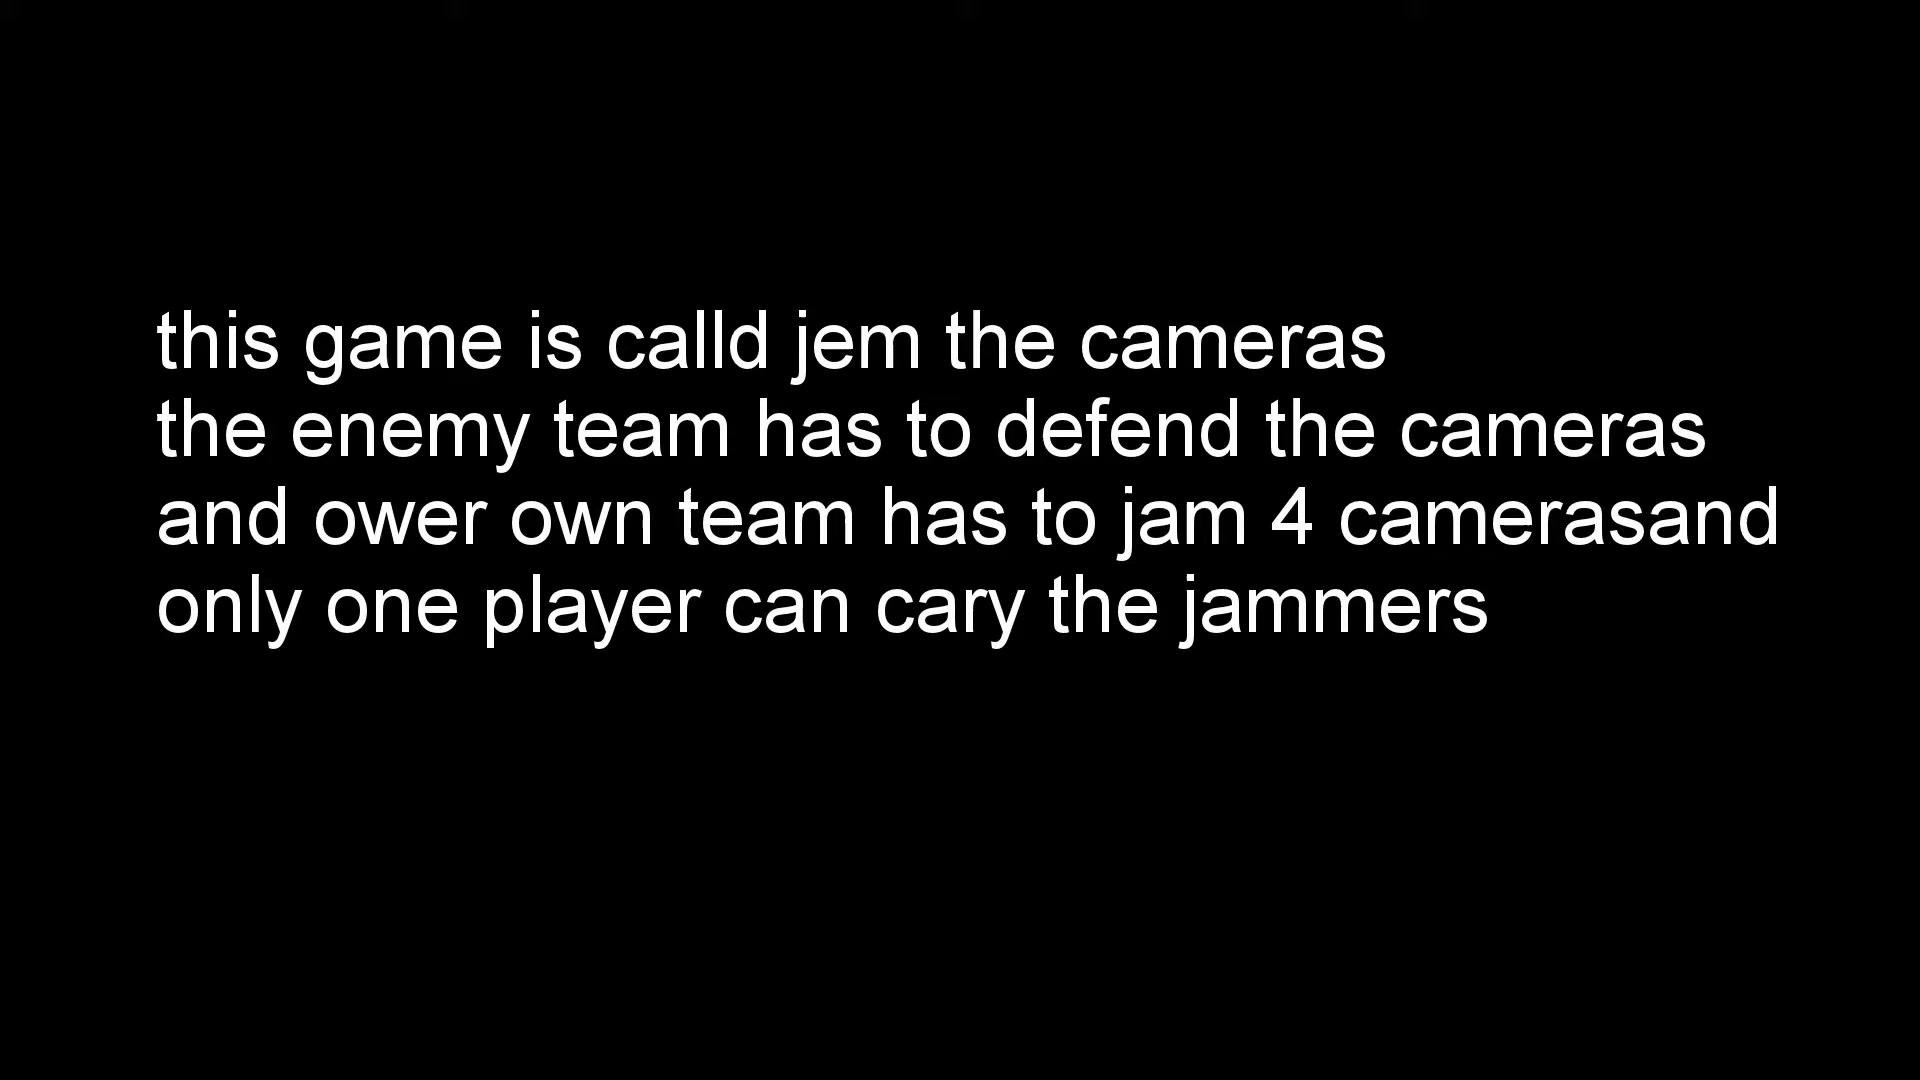 this game is calld jem the cameras
the enemy team has to defend the cameras
and ower own team has to jam 4 camerasand
only one player can cary the jammers